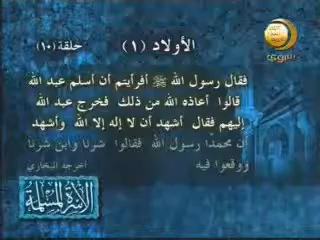 الأولاد (١)
حلقة (١٠)
فقال رسول الله ﷺ أفرأيتم أن أسلم عبد الله
قالوا أعاذه الله من ذلك فخرج عبد الله
إليهم فقال أشهد أن لا إله إلا الله وأشهد
إن محمدا رسول الله فقالوا شرنا وابن شرنا
ووقعوا فيه
أخرجه البخاري
الأسرة المسلمة